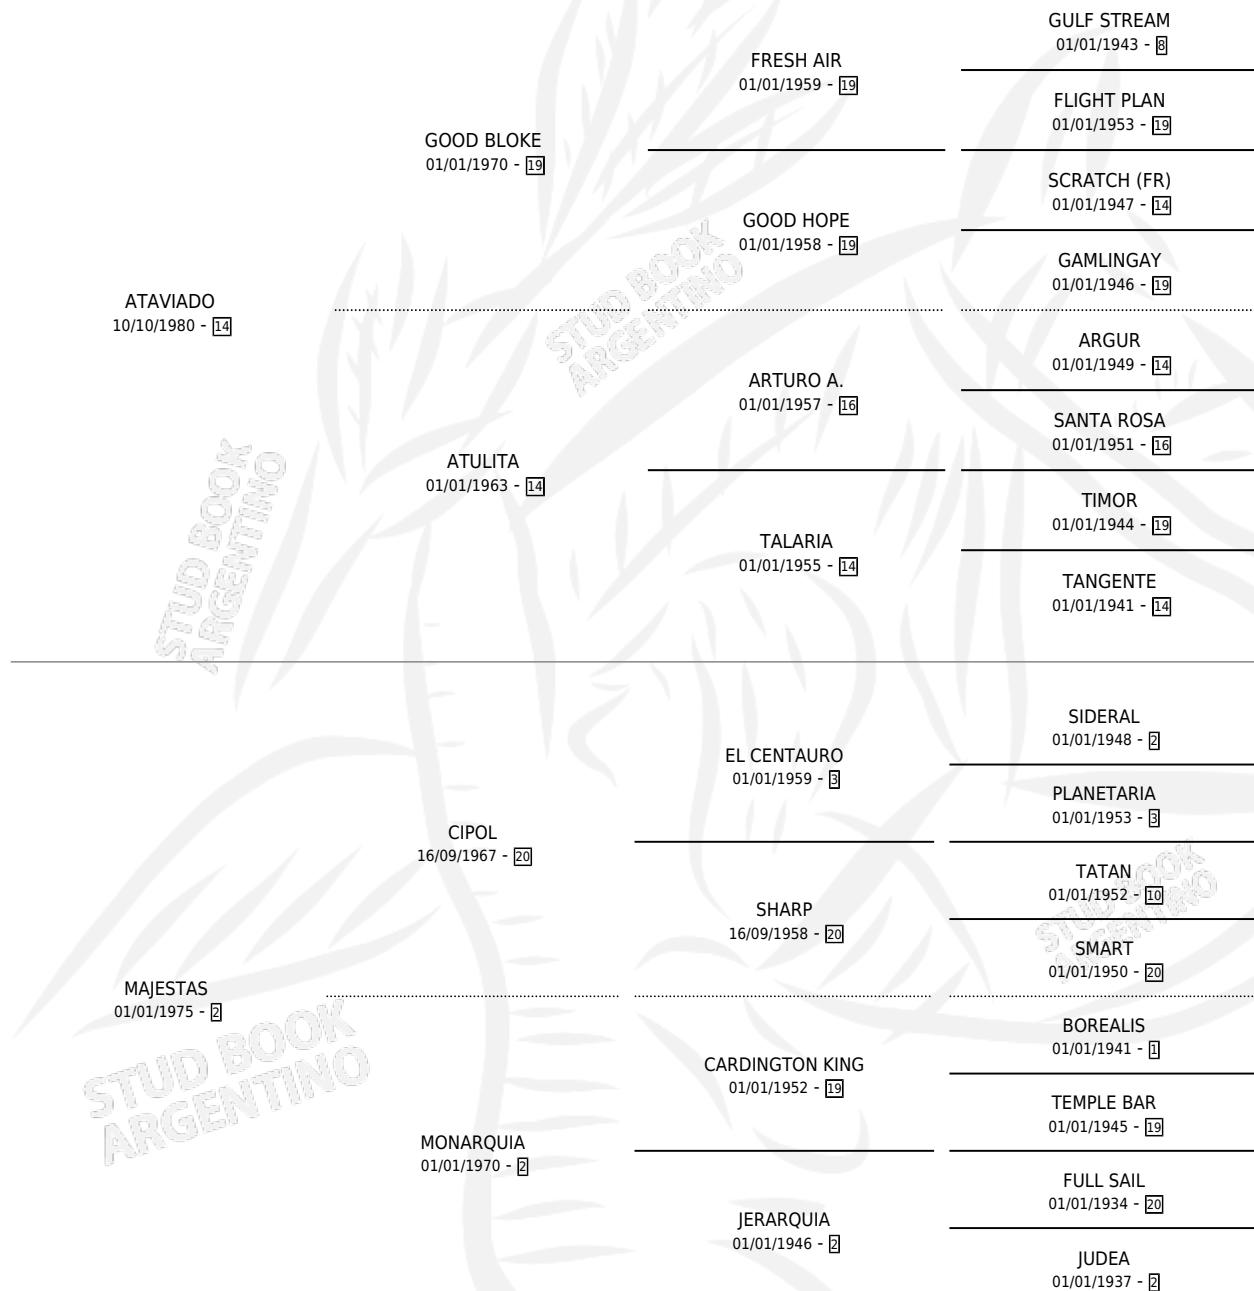 GULF STREAM
01/01/1943 - 8
FRESH AIR
01/01/1959 - 19
FLIGHT PLAN
01/01/1953 - 19
GOOD BLOKE
01/01/1970 - 19
SCRATCH (FR)
01/01/1947 - 14
GOOD HOPE
01/01/1958 - 19
GAMLINGAY
01/01/1946 - 19
ATAVIADO
10/10/1980 - 14
ARGUR
01/01/1949 - 14
ARTURO A.
01/01/1957 - 16
SANTA ROSA
01/01/1951 - 16
ATULITA
01/01/1963 - 14
TIMOR
01/01/1944 - 19
TALARIA
01/01/1955 - 14
TANGENTE
01/01/1941 - 14
STUD BOOK
ARGENTINO
STUD BOOK
ARGENTINO
SIDERAL
01/01/1948 - 2
EL CENTAURO
01/01/1959 - 3
PLANETARIA
01/01/1953 - 3
CIPOL
16/09/1967 - 20
TATAN
01/01/1952 - 10
SHARP
16/09/1958 - 20
SMART
01/01/1950 - 20
STUD BOOK
ARGENTINO
MAJESTAS
01/01/1975 - 2
BOREALIS
01/01/1941 - 1
CARDINGTON KING
01/01/1952 - 19
TEMPLE BAR
01/01/1945 - 19
MONARQUIA
01/01/1970 - 2
FULL SAIL
01/01/1934 - 20
JERARQUIA
01/01/1946 - 2
JUDEA
01/01/1937 - 2
STUD BOOK
ARGENTINO